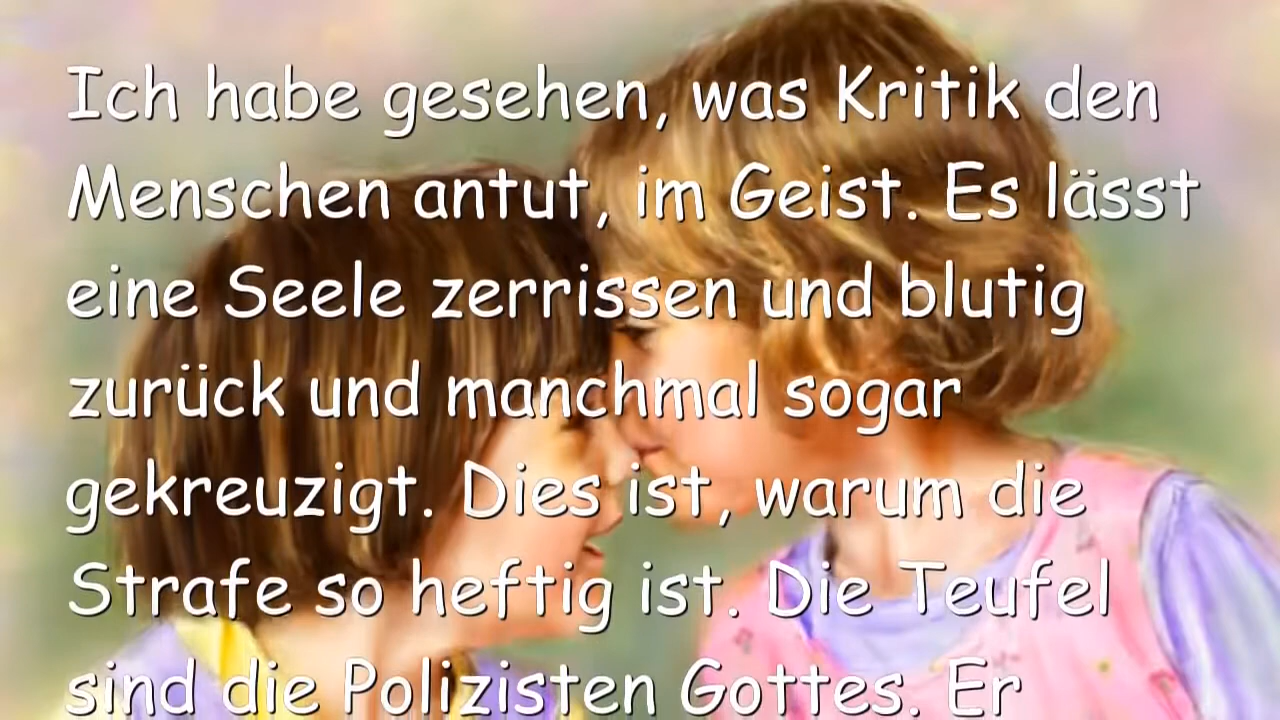 Ich habe gesehen, was Kritik den
Menschen antut, im Geist. Es lässt
eine Seele zerrissen und blutig
zurück und manchmal sogar
gekreuzigt. Dies ist, warum die
Strafe so heftig ist. Die Teufel
sind die Polizisten Gottes. Er